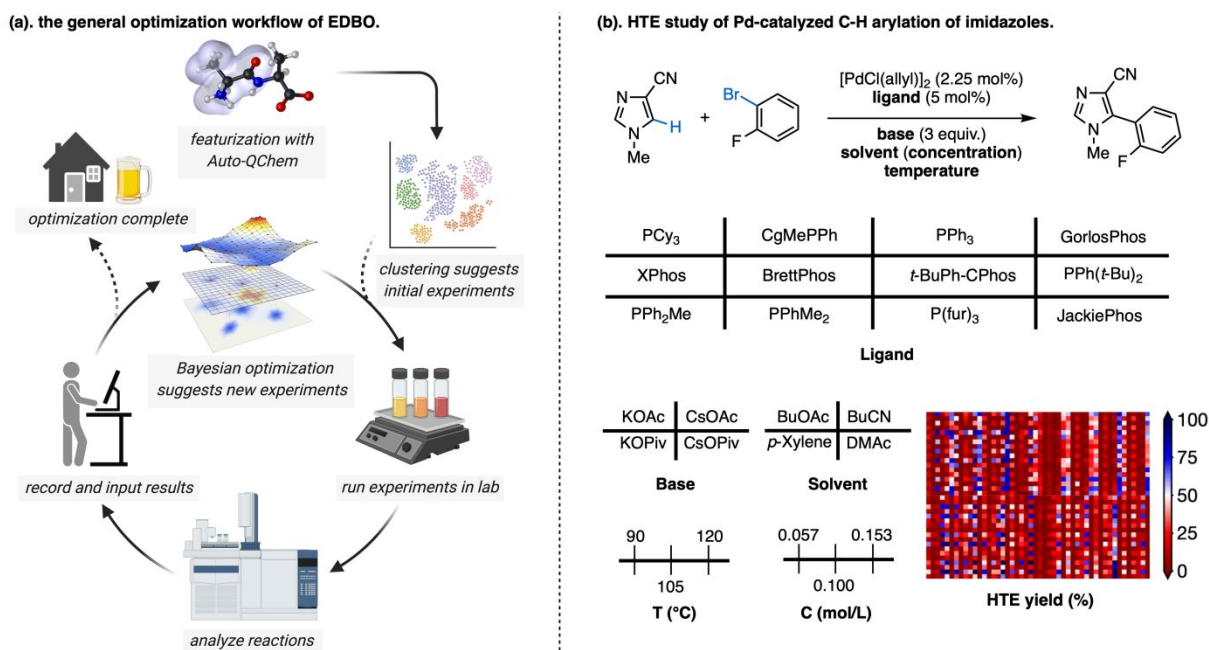 (a). the general optimization workflow of EDBO.
featurization with
Auto-QChem
optimization complete
clustering suggests
initial experiments
Bayesian optimization
suggests new experiments
record and input results
run experiments in lab
analyze reactions
(b). HTE study of Pd-catalyzed C-H arylation of imidazoles.
CN
N
N
H
Me
+
Br
F
[PdCl(allyl)]2 (2.25 mol%)
ligand (5 mol%)
base (3 equiv.)
solvent (concentration)
temperature
CN
N
N
Me
F
PCy3 CgMePPh PPh3 GorlosPhos
XPhos BrettPhos t-BuPh-CPhos PPh(t-Bu)2
PPh2Me PPhMe2 P(fur)3 JackiePhos
Ligand
KOAc CsOAc
KOPiv CsOPiv
Base
BuOAc BuCN
p-Xylene DMAc
Solvent
90 120
105
T (°C)
0.057 0.153
0.100
C (mol/L)
100
75
50
25
0
HTE yield (%)